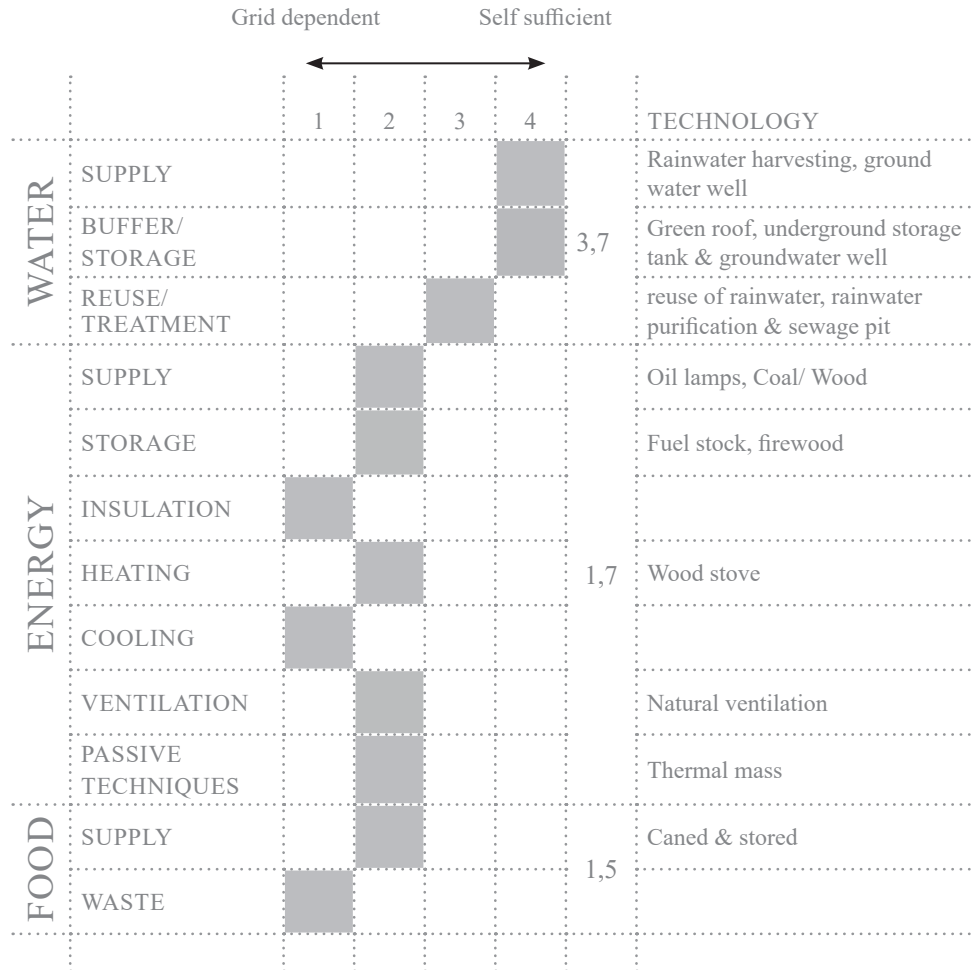 Grid dependent Self sufficient
1 2 3 4 TECHNOLOGY
WATER
SUPPLY
Rainwater harvesting, ground
water well
BUFFER/
STORAGE
3,7
Green roof, underground storage
tank & groundwater well
REUSE/
TREATMENT
reuse of rainwater, rainwater
purification & sewage pit
ENERGY
SUPPLY
Oil lamps, Coal/ Wood
STORAGE
Fuel stock, firewood
INSULATION
HEATING
1,7
Wood stove
COOLING
VENTILATION
Natural ventilation
PASSIVE
TECHNIQUES
Thermal mass
FOOD
SUPPLY
Caned & stored
1,5
WASTE